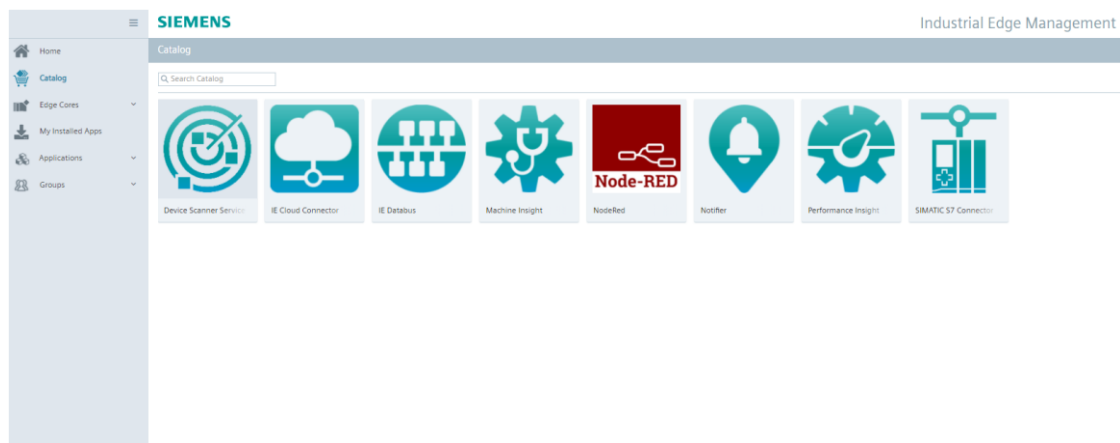 SIEMENS
Industrial Edge Management
Home
Catalog
Edge Cores
My Installed Apps
Applications
Groups
Catalog
Search Catalog
Node-RED
Device Scanner Service
IE Cloud Connector
IE Databus
Machine Insight
NodeRed
Notifier
Performance Insight
SIMATIC S7 Connector